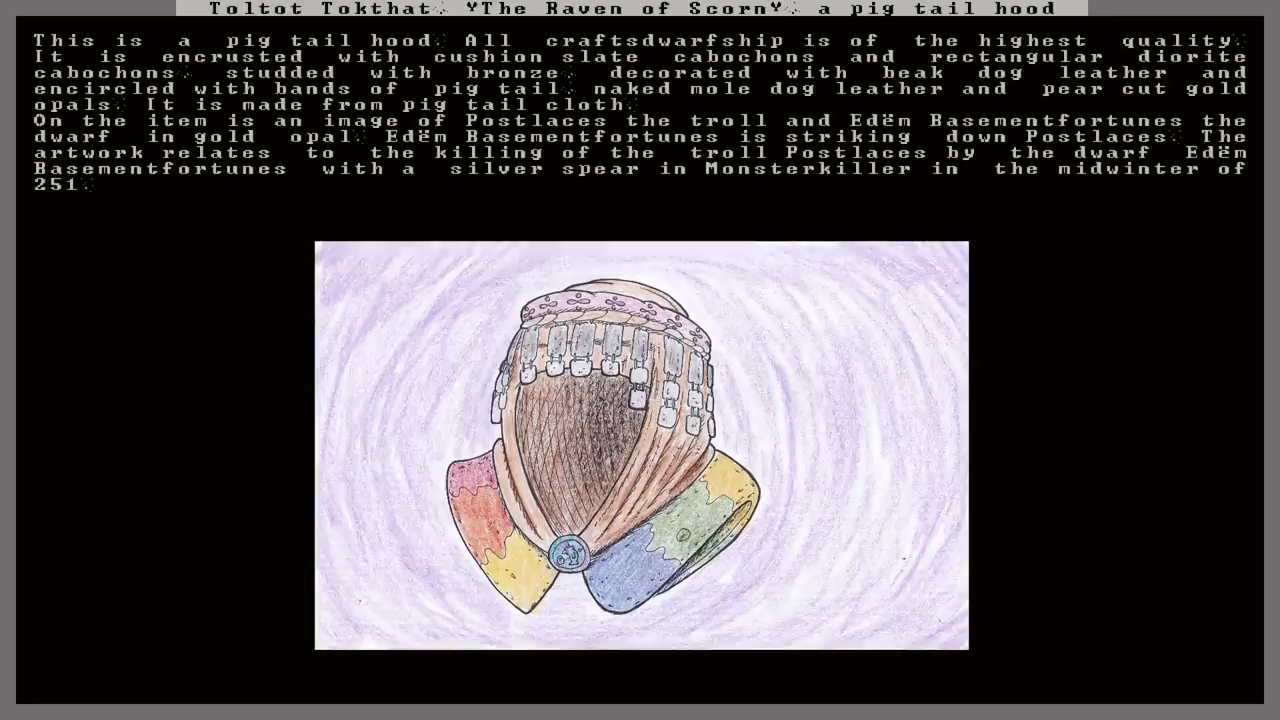 Toltot Tokthat. "The Raven of Scorn". a pig tail hood
This is a pig tail hood. All craftsdwarfship is of the highest quality.
It is encrusted with cushion slate cabochons and rectangular diorite
cabochons. studded with bronze. decorated with beak dog leather and
encircled with bands of pig tail. naked mole dog leather and pear cut gold
opals. It is made from pig tail cloth.
On the item is an image of Postlaces the troll and Edëm Basementfortunes the
dwarf in gold opal. Edëm Basementfortunes is striking down Postlaces. The
artwork relates to the killing of the troll Postlaces by the dwarf Edëm
Basementfortunes with a silver spear in Monsterkiller in the midwinter of
251.